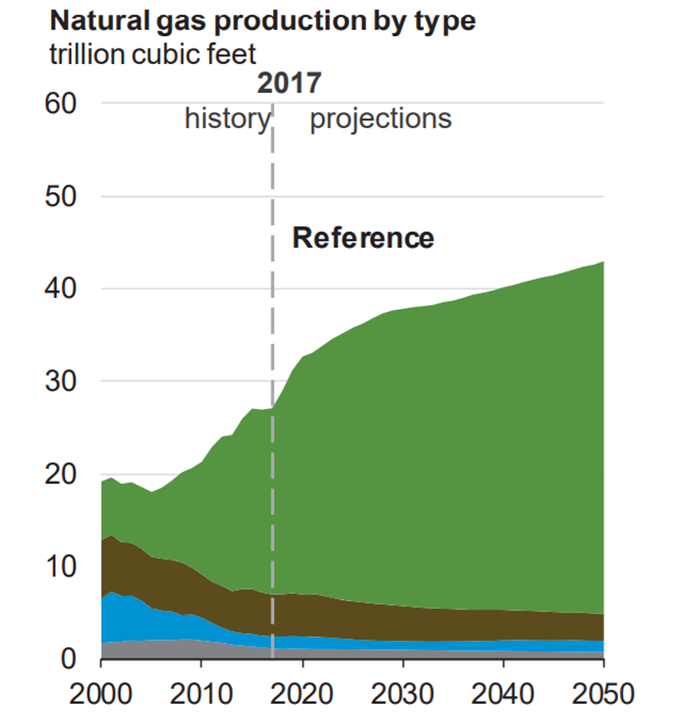 Natural gas production by type
trillion cubic feet
2017
history projections
Reference
60
50
40
30
20
10
0
2000 2010 2020 2030 2040 2050